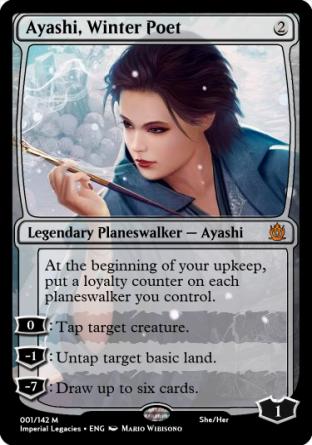 Ayashi, Winter Poet 2
Legendary Planeswalker — Ayashi
At the beginning of your upkeep,
put a loyalty counter on each
planeswalker you control.
0 : Tap target creature.
-1 : Untap target basic land.
-7 : Draw up to six cards.
1
001/142 M She/Her
Imperial Legacies • ENG Mario Wibisono